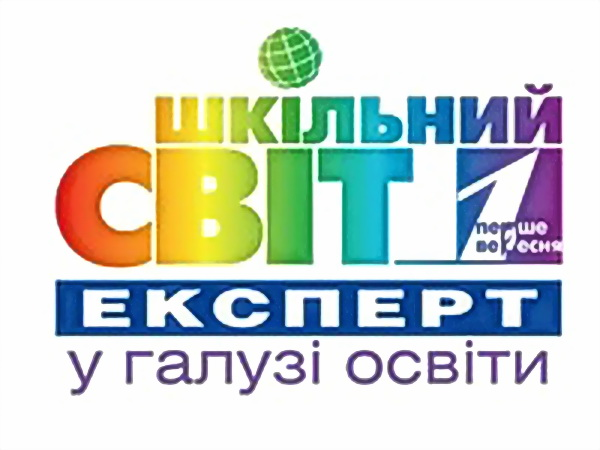 ШКІЛЬНИЙ
СВІТ 1
перше
вересня
ЕКСПЕРТ
у галузі освіти